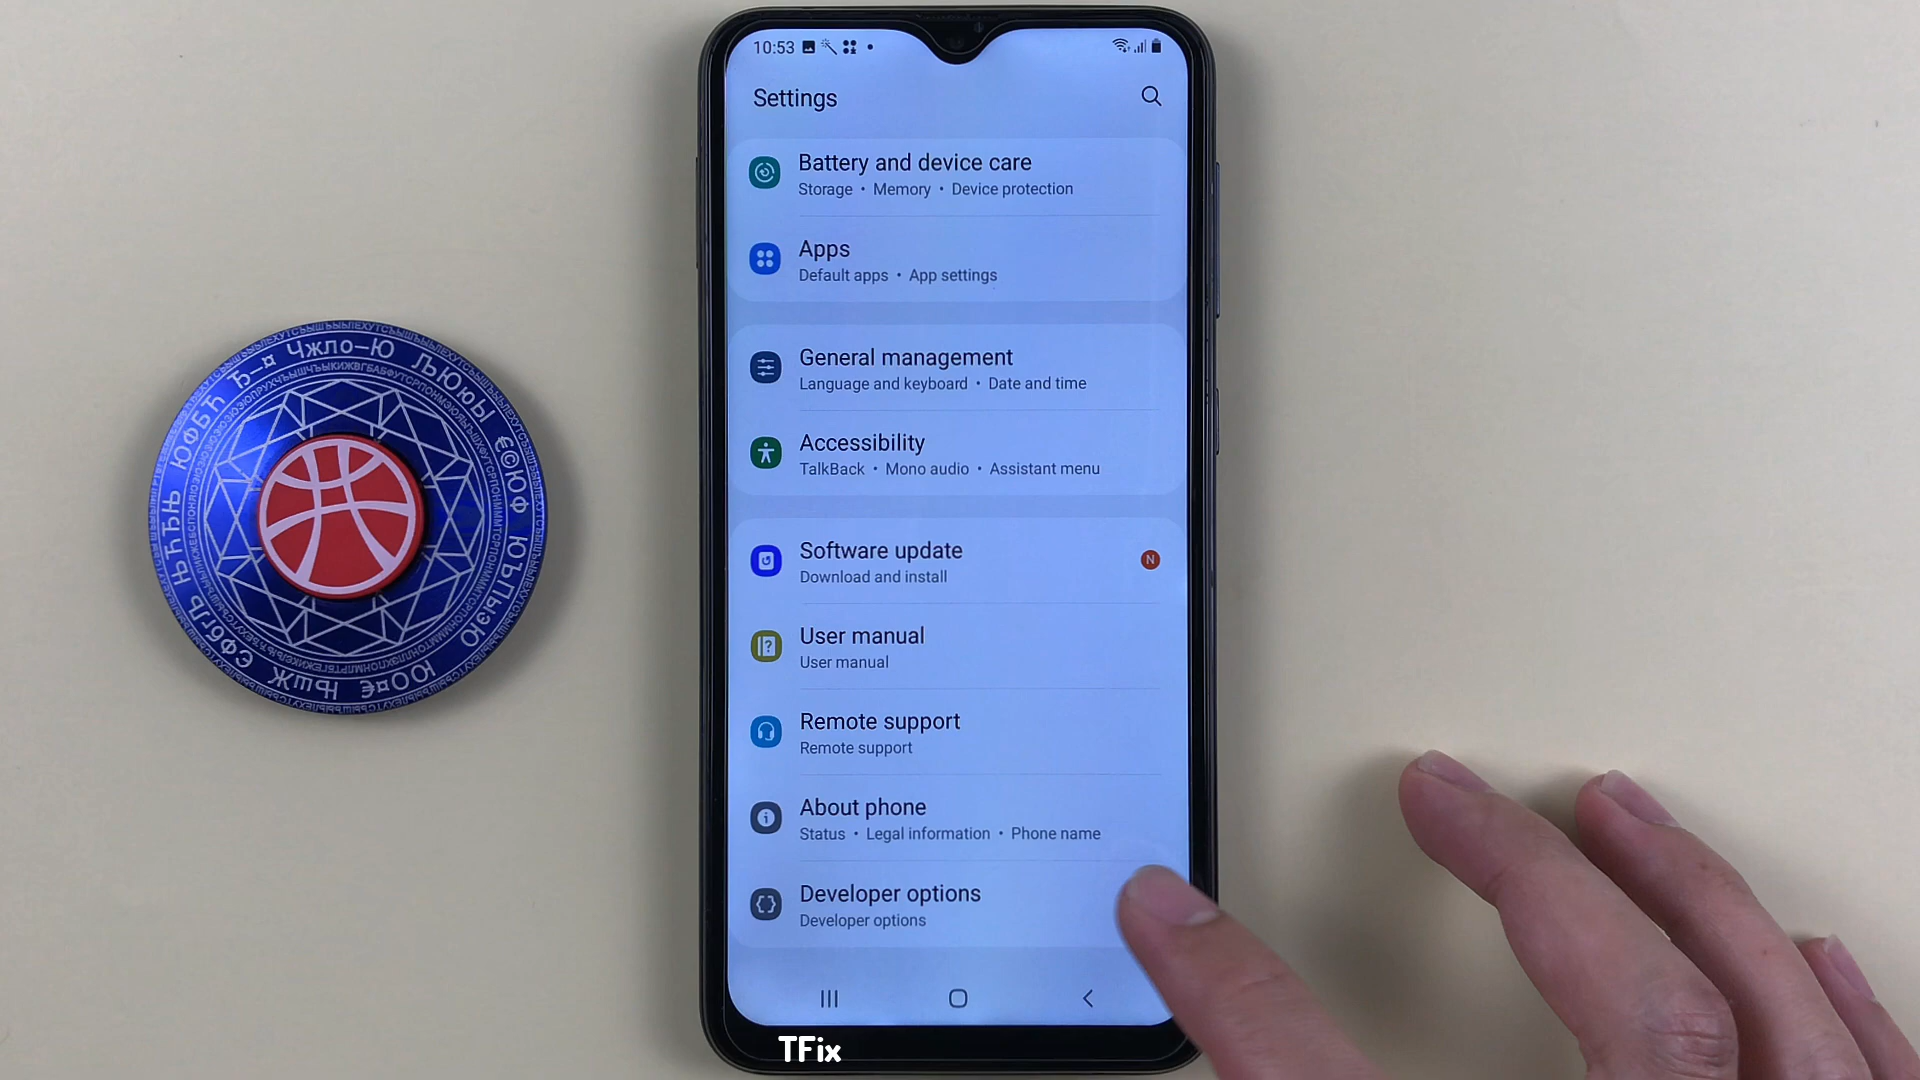 10:53
Settings
Battery and device care
Storage • Memory • Device protection
Apps
Default apps • App settings
General management
Language and keyboard • Date and time
Accessibility
TalkBack • Mono audio • Assistant menu
Software update
N
Download and install
User manual
User manual
Remote support
Remote support
About phone
Status • Legal information • Phone name
Developer options
Developer options
TFix
Чжло–Ю